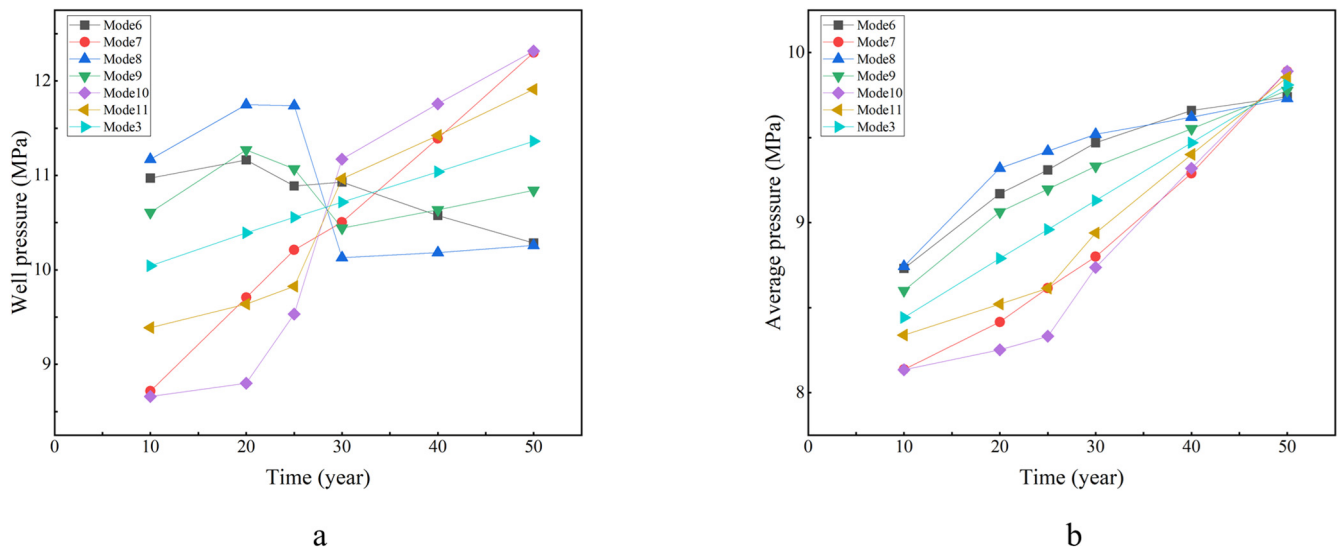 Mode6
Mode7
Mode8
Mode9
Mode10
Mode11
Mode3
Well pressure (MPa)
12
11
10
9
0
10
20
30
40
50
Time (year)
a
Mode6
Mode7
Mode8
Mode9
Mode10
Mode11
Mode3
Average pressure (MPa)
10
9
8
0
10
20
30
40
50
Time (year)
b